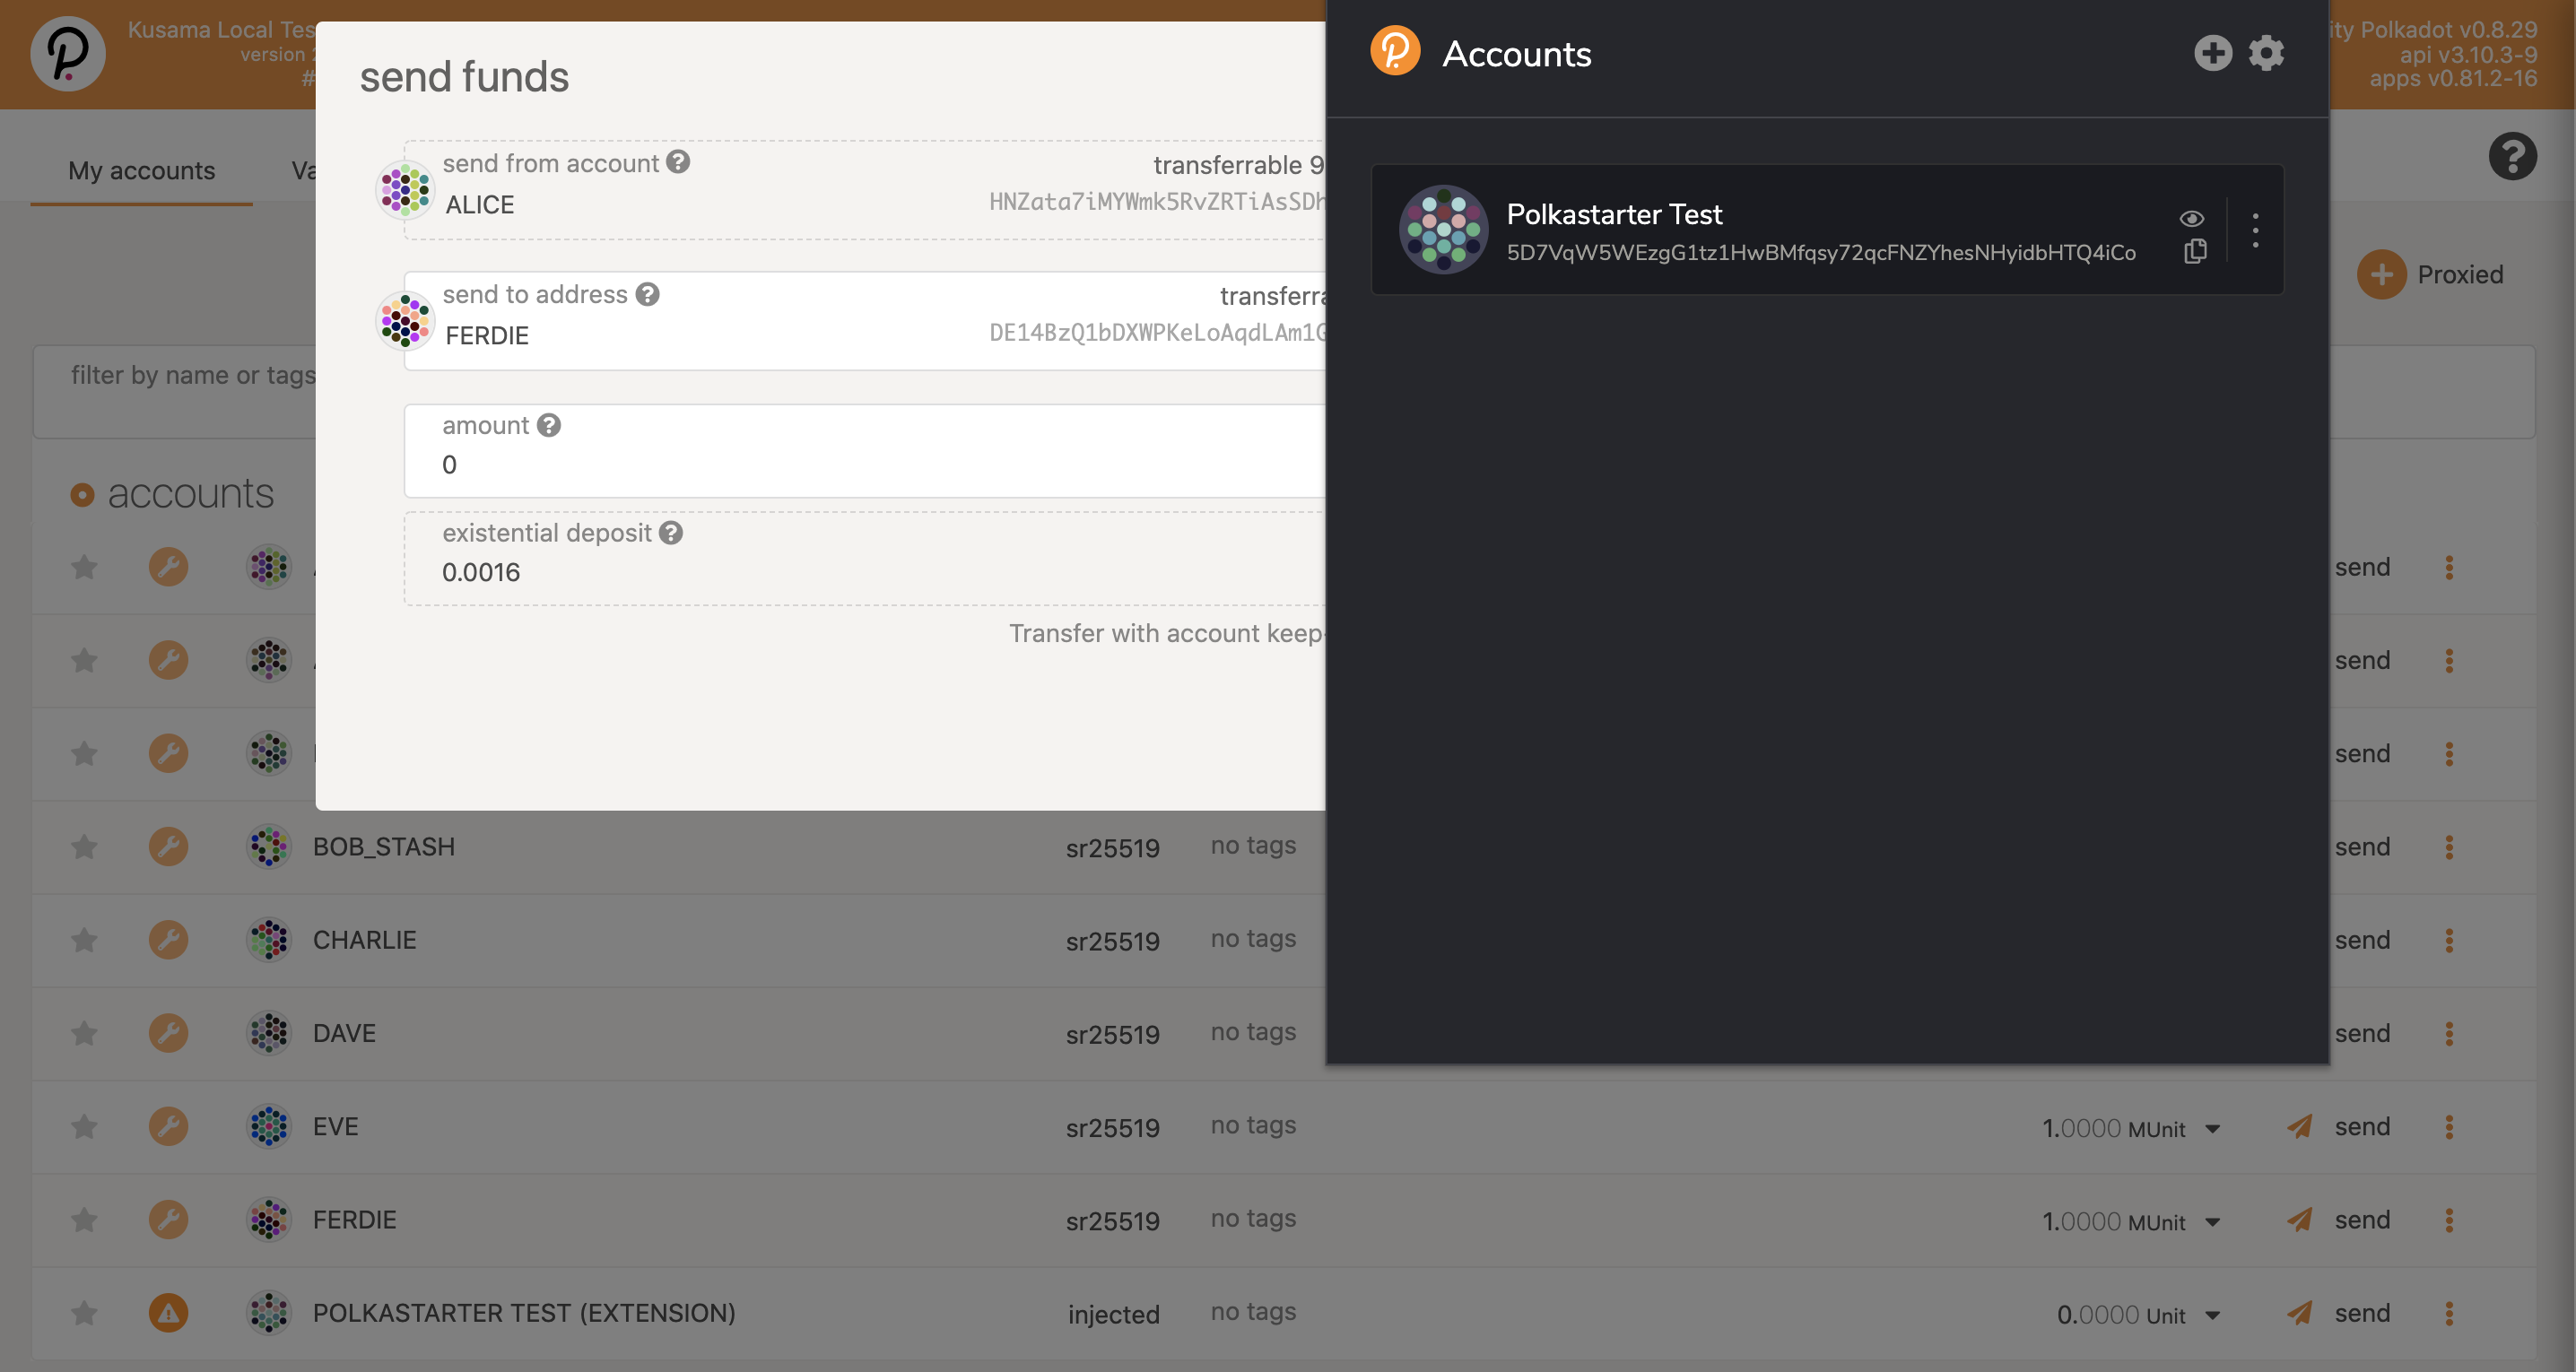 Kusama Local Tes
version
#
ity Polkadot v0.8.29
api v3.10.3-9
apps v0.81.2-16
My accounts
Va
Proxied
filter by name or tags
accounts
send funds
send from account
transferrable 9
ALICE
HNZata7iMYWmk5RvZRTiAsSDh
send to address
transferra
FERDIE
DE14BzQ1bDXWPKeLoAqdLAm1G
amount
0
existential deposit
0.0016
Transfer with account keep-
Accounts
Polkastarter Test
5D7VqW5WEzgG1tz1HwBMfqsy72qcFNZYhesNHyidbHTQ4iCo
send
send
send
BOB_STASH sr25519 no tags send
CHARLIE sr25519 no tags send
DAVE sr25519 no tags send
EVE sr25519 no tags 1.0000 MUnit send
FERDIE sr25519 no tags 1.0000 MUnit send
POLKASTARTER TEST (EXTENSION) injected no tags 0.0000 Unit send